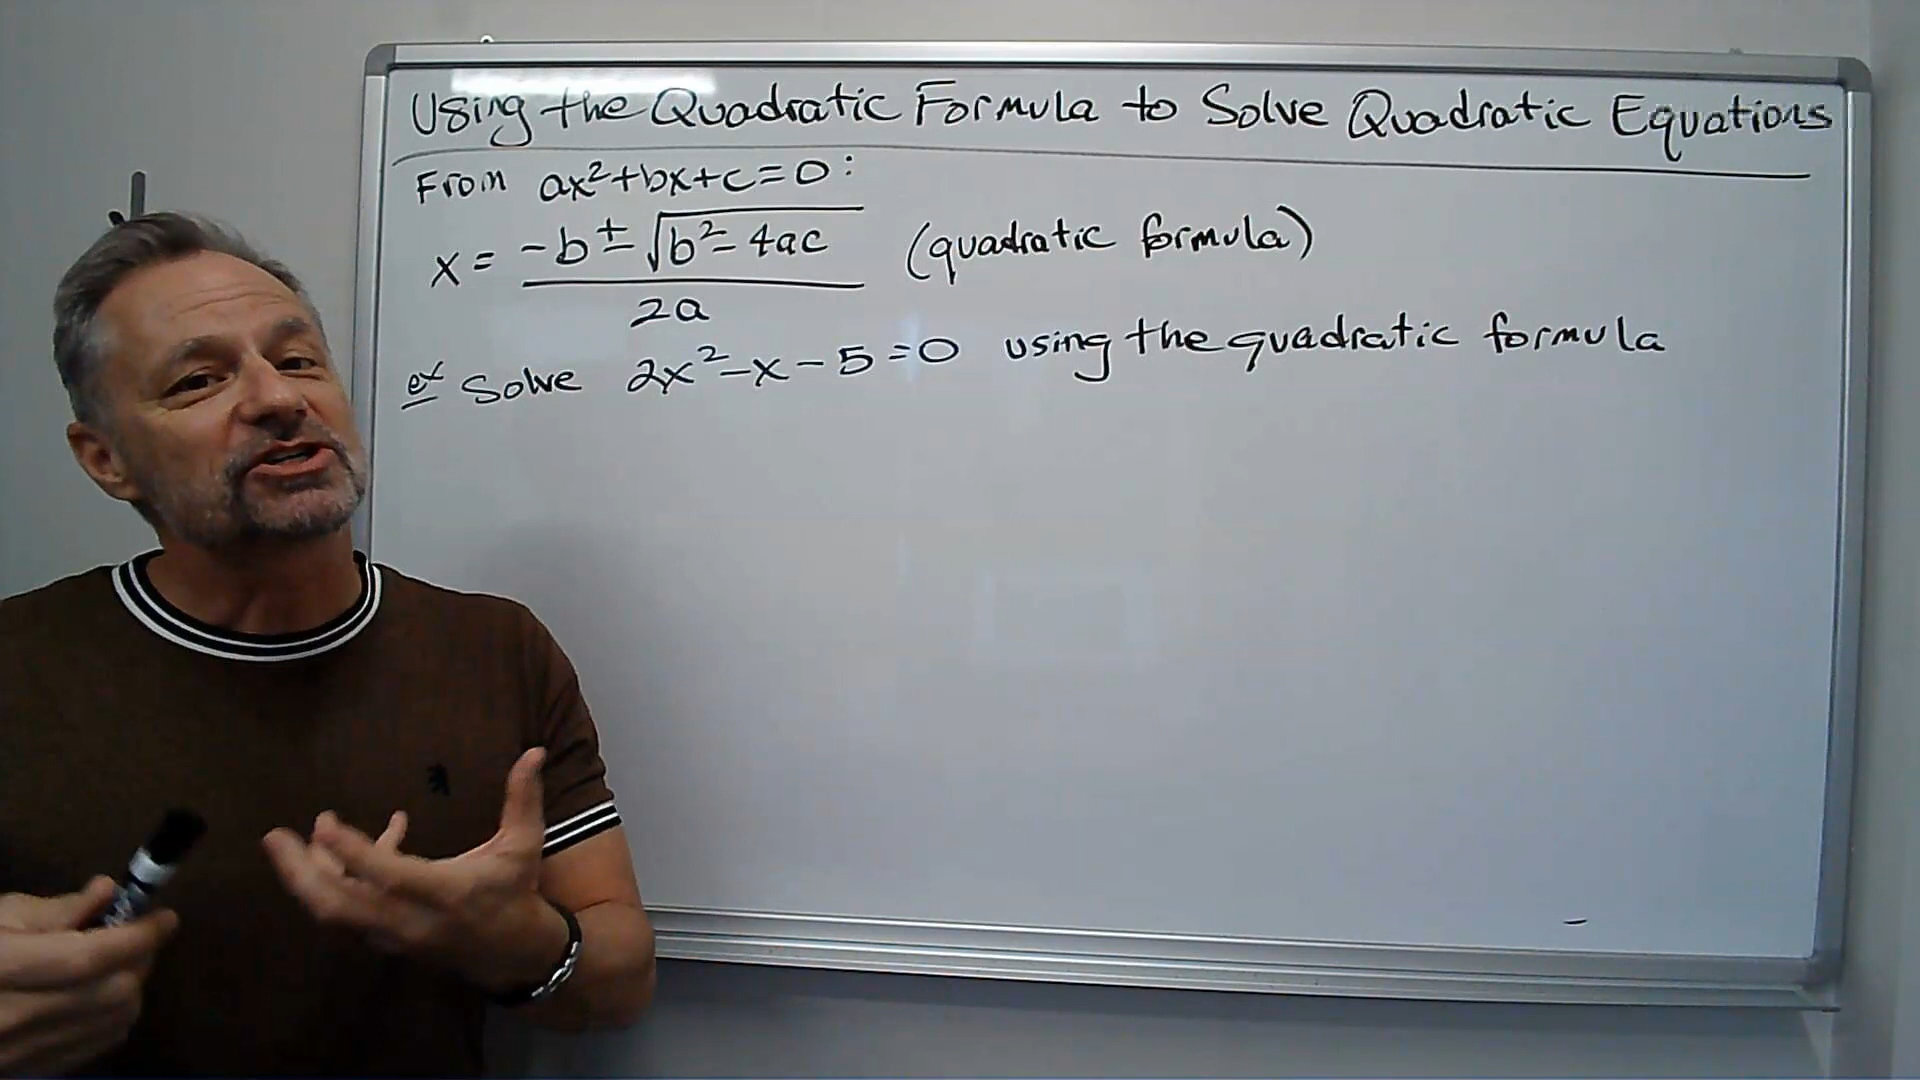 Using the Quadratic Formula to Solve Quadratic Equations
From ax²+bx+c=0:
x = -b ± √b²-4ac / 2a (quadratic formula)
ex Solve 2x²-x-5=0 using the quadratic formula